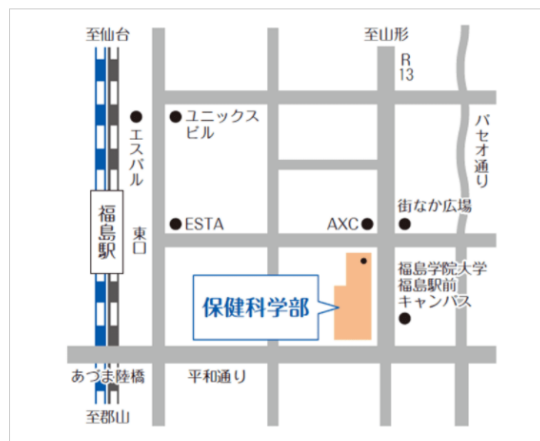 至仙台
至山形
R
13
エスパル
ユニックス
ビル
パセオ通り
福島駅
東口
ESTA
AXC
街なか広場
保健科学部
福島学院大学
福島駅前
キャンパス
あづま陸橋
平和通り
至郡山